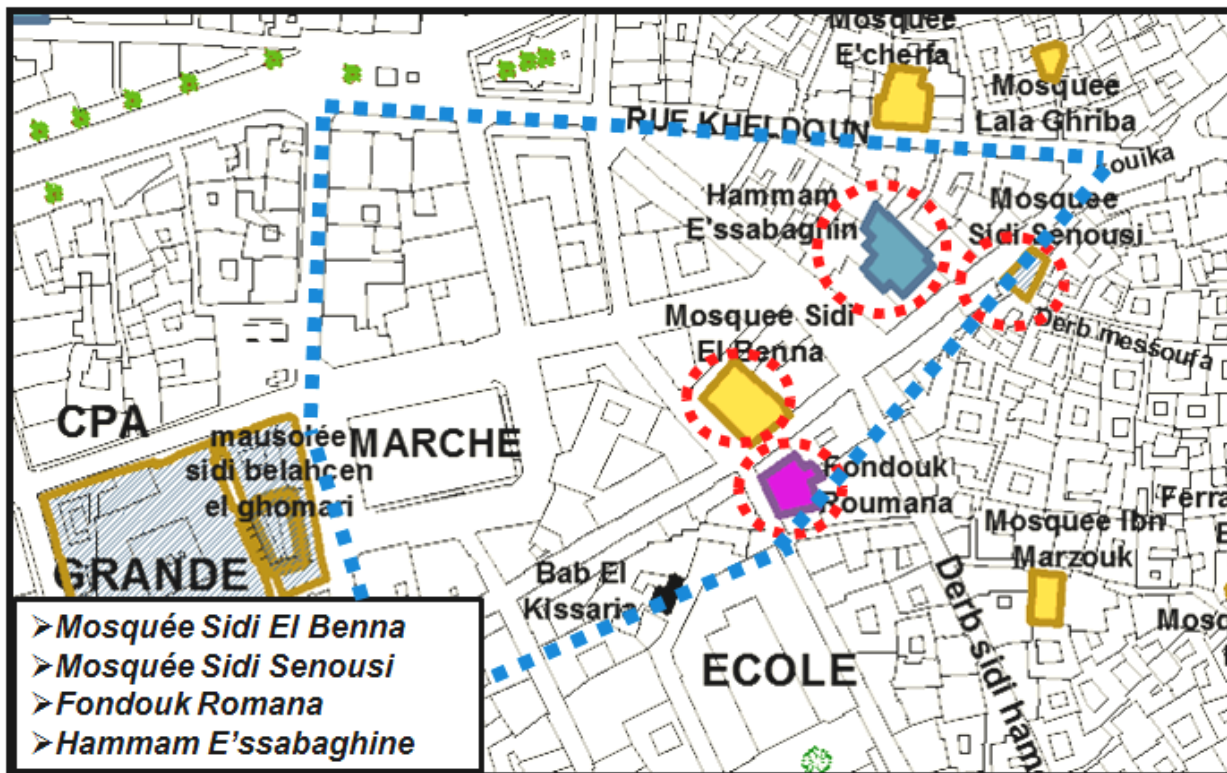 Mosquee
E'cherfa
Mosquee
Lala Ghriba
RUE KHELDOUN
ouika
Hammam
E'ssabaghin
Mosquee
Sidi Senousi
Derb messoufa
Mosquee Sidi
El Benna
CPA
mausorée
sidi belahcen
el ghomari
MARCHE
Fondouk
Roumana
Ferra
Mosquee Ibn
Marzouk
GRANDE
Bab El
Kissaria
Mosq
ECOLE
Derb sidi ham
➢Mosquée Sidi El Benna
➢Mosquée Sidi Senousi
➢Fondouk Romana
➢Hammam E'ssabaghine